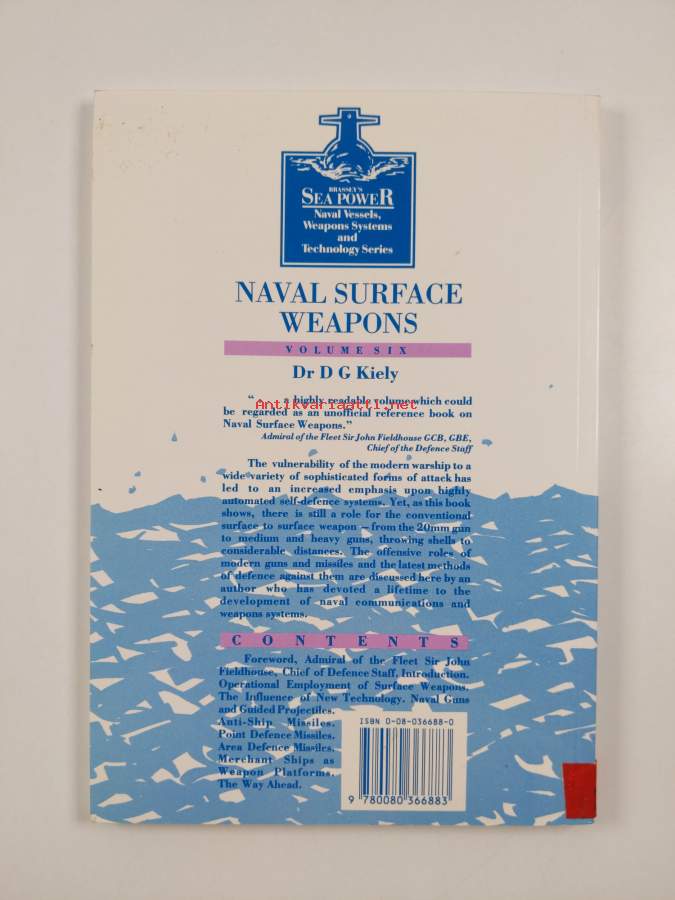 BRASSEY'S
SEA POWER
Naval Vessels,
Weapons Systems
and
Technology Series
NAVAL SURFACE
WEAPONS
VOLUME SIX
Dr D G Kiely
". . . a highly readable volume which could
Antikvariaatti.net
be regarded as an unofficial reference book on
Naval Surface Weapons."
Admiral of the Fleet Sir John Fieldhouse GCB, GBE,
Chief of the Defence Staff
The vulnerability of the modern warship to a
wide variety of sophisticated forms of attack has
led to an increased emphasis upon highly
automated self-defence systems. Yet, as this book
shows, there is still a role for the conventional
surface to surface weapon – from the 20mm gun
to medium and heavy guns, throwing shells to
considerable distances. The offensive roles of
modern guns and missiles and the latest methods
of defence against them are discussed here by an
author who has devoted a lifetime to the
development of naval communications and
weapons systems.
CONTENTS
Foreword, Admiral of the Fleet Sir John
Fieldhouse, Chief of Defence Staff, Introduction.
Operational Employment of Surface Weapons.
The Influence of New Technology. Naval Guns
and Guided Projectiles.
Anti-Ship Missiles.
Point Defence Missiles.
Area Defence Missiles.
Merchant Ships as
Weapon Platforms.
The Way Ahead.
ISBN 0-08-036688-0
9 780080 366883